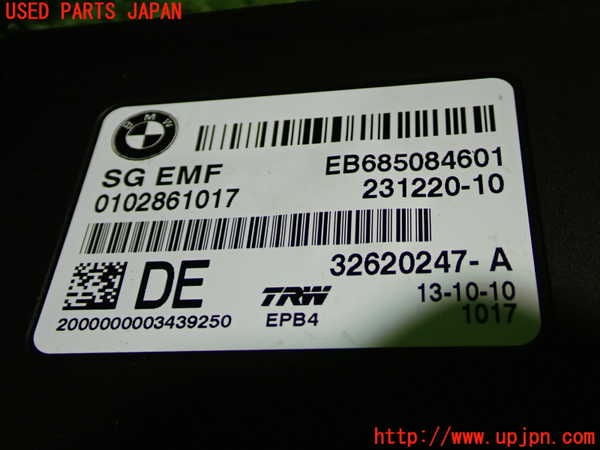 USED PARTS JAPAN
BMW
SG EMF
EB685084601
0102861017
231220-10
32620247-A
DE
TRW
13-10-10
2000000003439250
EPB4
1017
http://www.upjpn.com/